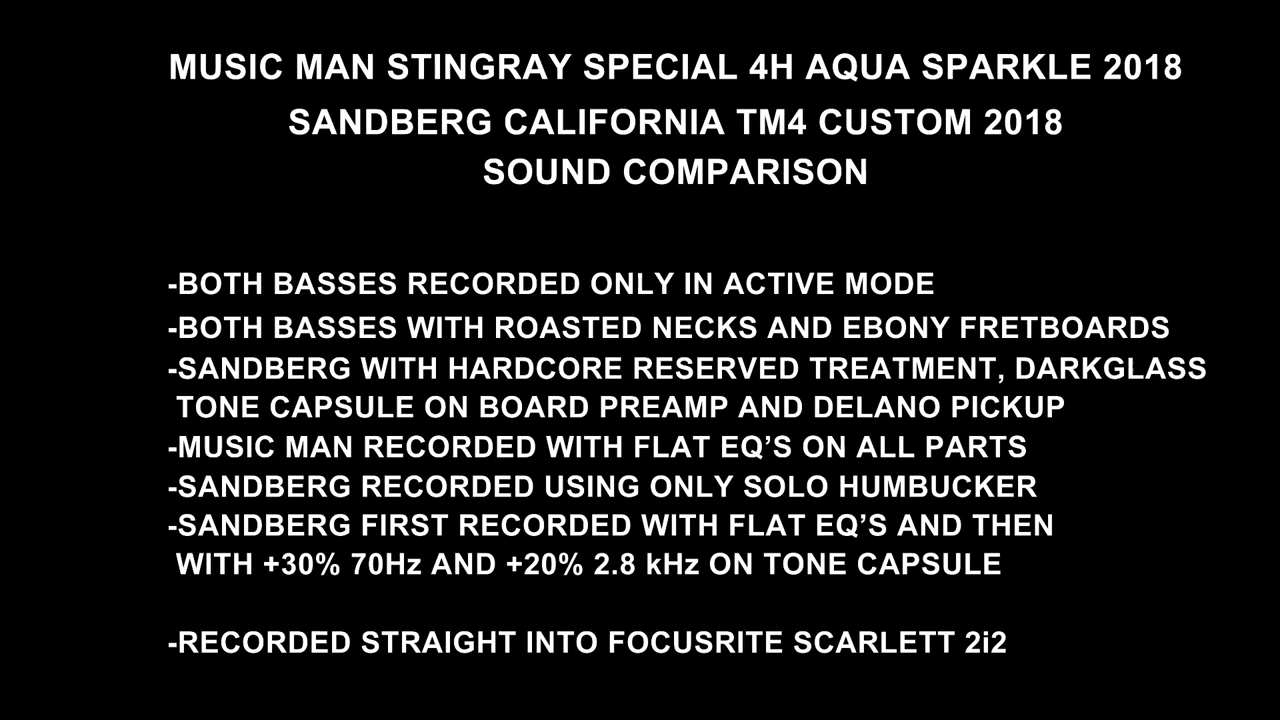 MUSIC MAN STINGRAY SPECIAL 4H AQUA SPARKLE 2018
SANDBERG CALIFORNIA TM4 CUSTOM 2018
SOUND COMPARISON
-BOTH BASSES RECORDED ONLY IN ACTIVE MODE
-BOTH BASSES WITH ROASTED NECKS AND EBONY FRETBOARDS
-SANDBERG WITH HARDCORE RESERVED TREATMENT, DARKGLASS
TONE CAPSULE ON BOARD PREAMP AND DELANO PICKUP
-MUSIC MAN RECORDED WITH FLAT EQ’S ON ALL PARTS
-SANDBERG RECORDED USING ONLY SOLO HUMBUCKER
-SANDBERG FIRST RECORDED WITH FLAT EQ’S AND THEN
WITH +30% 70Hz AND +20% 2.8 kHz ON TONE CAPSULE
-RECORDED STRAIGHT INTO FOCUSRITE SCARLETT 2i2